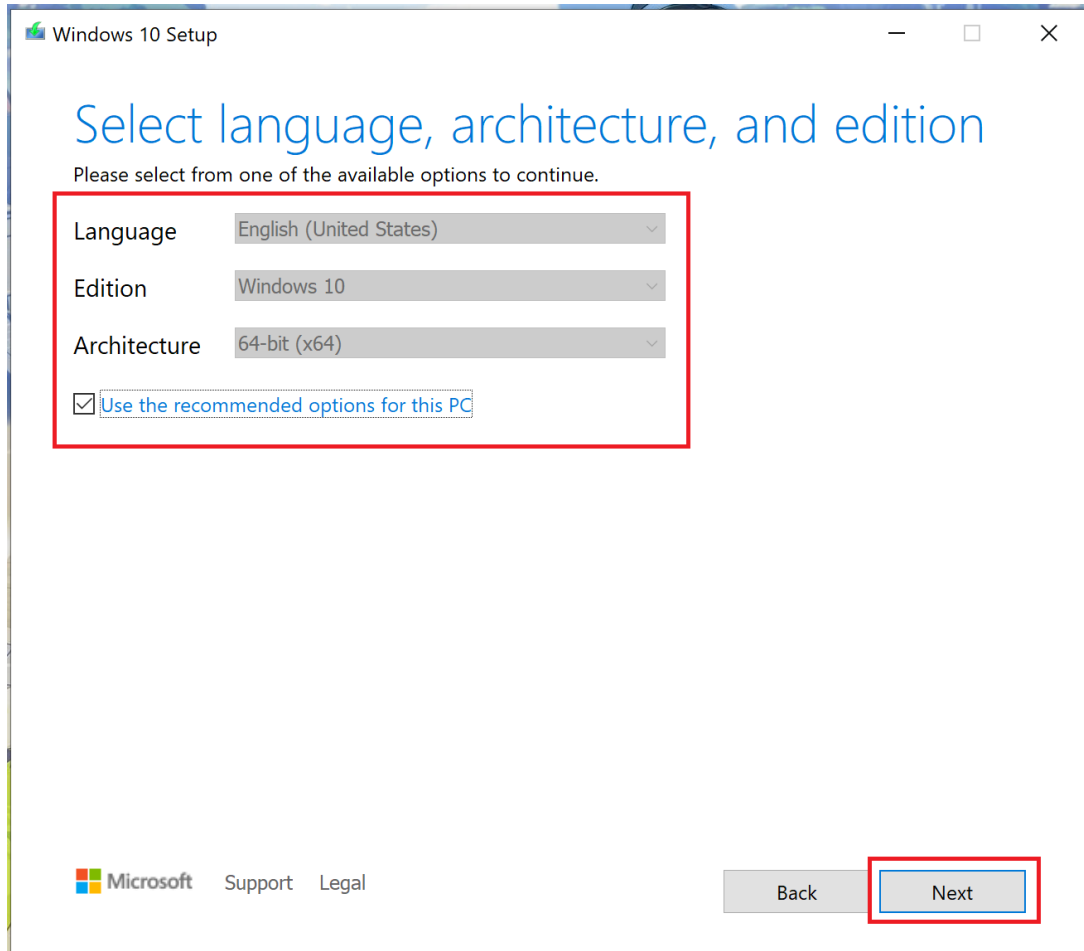 Windows 10 Setup
Select language, architecture, and edition
Please select from one of the available options to continue.
Language English (United States)
Edition Windows 10
Architecture 64-bit (x64)
Use the recommended options for this PC
Microsoft Support Legal Back Next